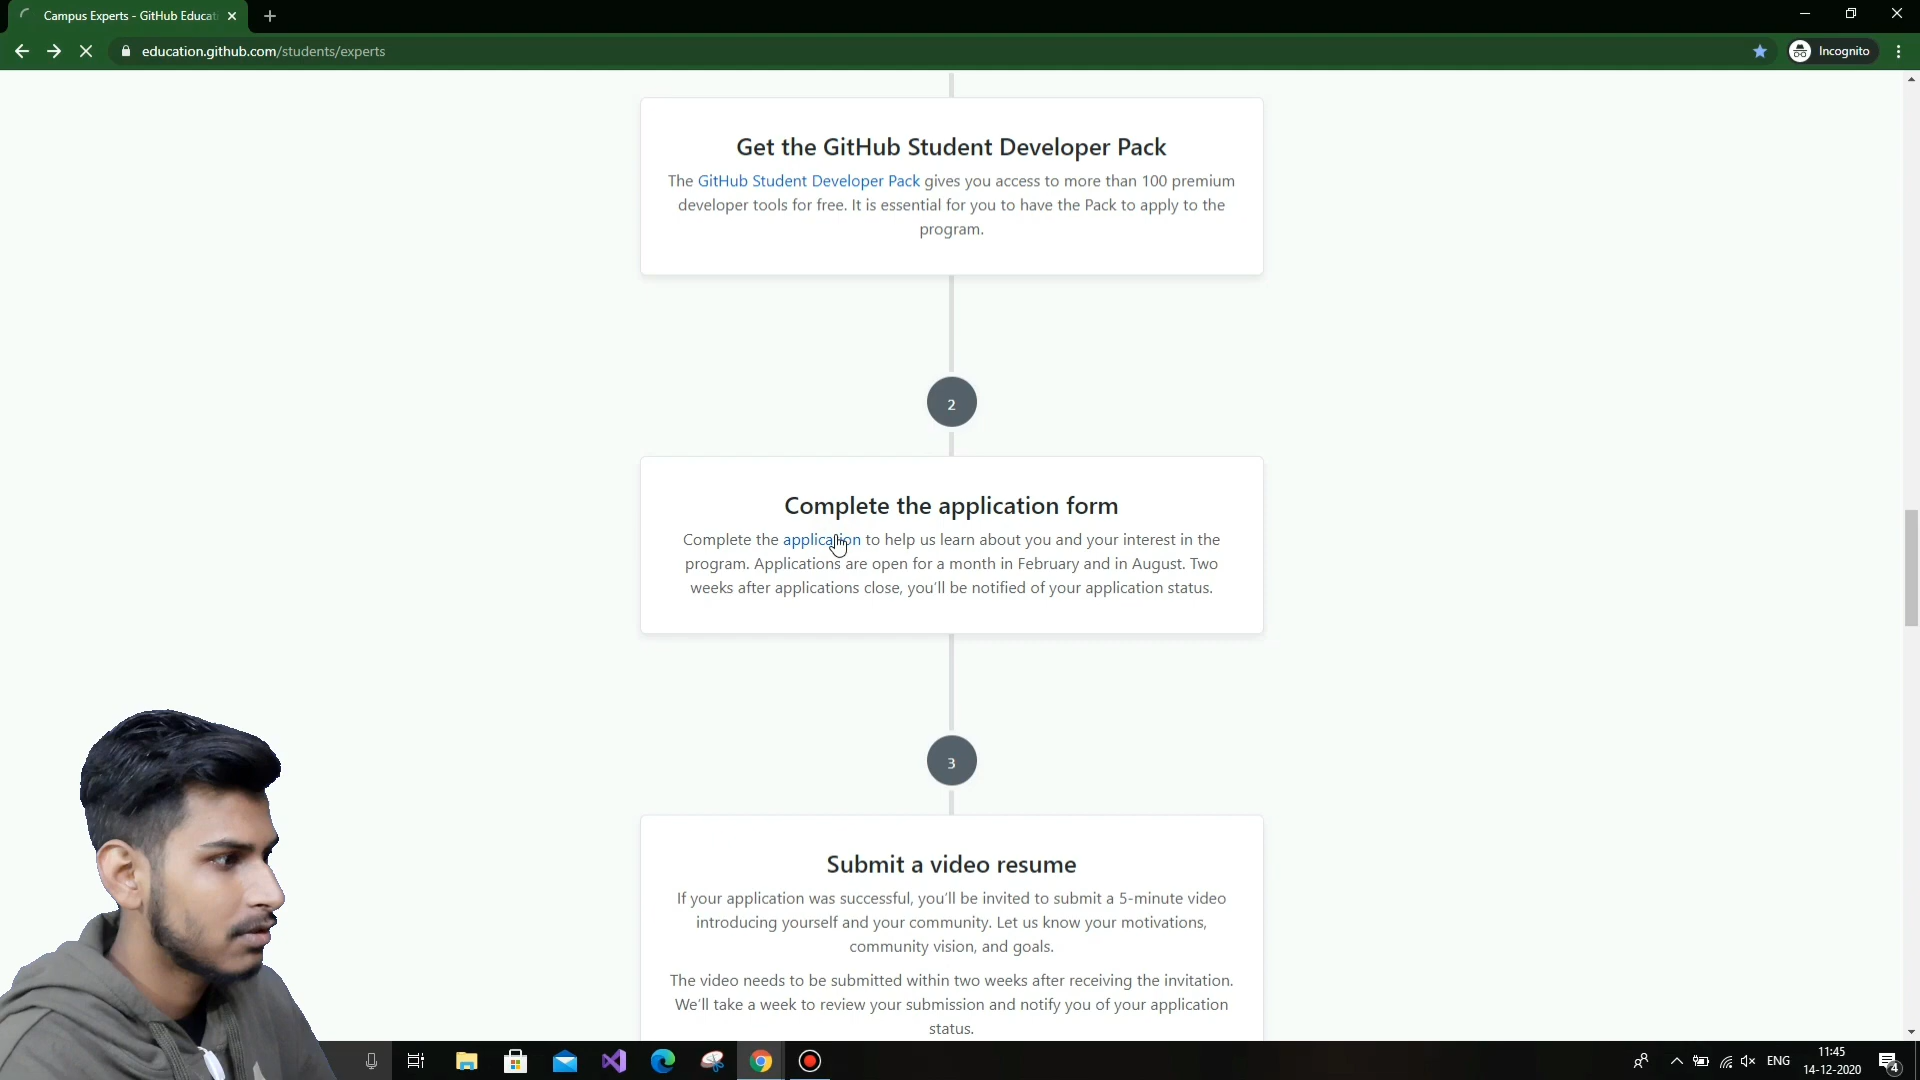 Campus Experts - GitHub Educat
education.github.com/students/experts
Incognito
Get the GitHub Student Developer Pack
The GitHub Student Developer Pack gives you access to more than 100 premium
developer tools for free. It is essential for you to have the Pack to apply to the
program.
2
Complete the application form
Complete the application to help us learn about you and your interest in the
program. Applications are open for a month in February and in August. Two
weeks after applications close, you'll be notified of your application status.
3
Submit a video resume
If your application was successful, you'll be invited to submit a 5-minute video
introducing yourself and your community. Let us know your motivations,
community vision, and goals.
The video needs to be submitted within two weeks after receiving the invitation.
We'll take a week to review your submission and notify you of your application
status.
ENG
11:45
14-12-2020
4